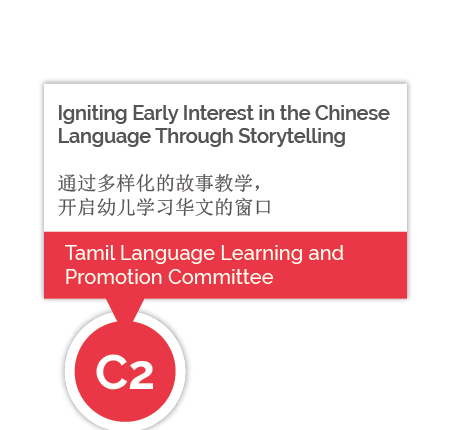 Igniting Early Interest in the Chinese
Language Through Storytelling
通过多样化的故事教学，
开启幼儿学习华文的窗口
Tamil Language Learning and
Promotion Committee
C2